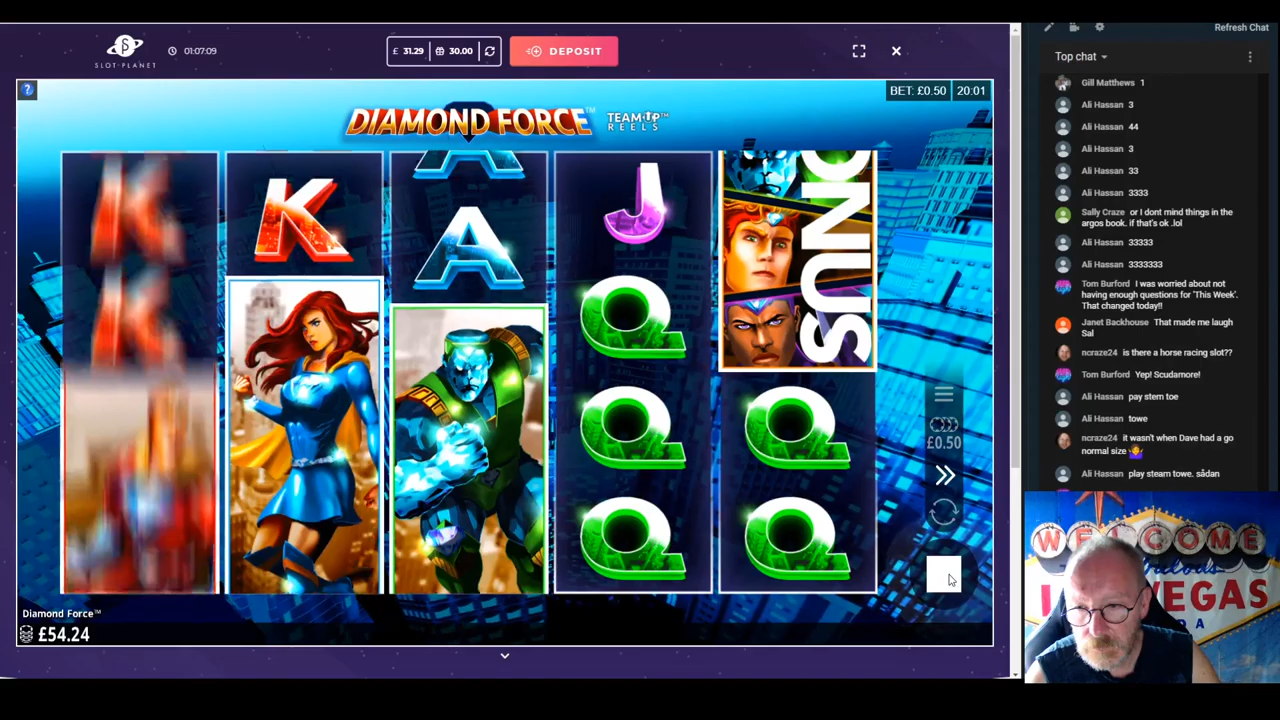 SLOT PLANET
01:07:09
£ 31.29
30.00
DEPOSIT
Refresh Chat
Top chat
?
BET: £0.50
20:01
DIAMOND FORCE™
TEAM UP™
REELS
K
K
K
A
A
J
Q
Q
Q
Q
Q
NUS
£0.50
Diamond Force™
£54.24
Gill Matthews 1
Ali Hassan 3
Ali Hassan 44
Ali Hassan 3
Ali Hassan 33
Ali Hassan 3333
Sally Craze or I dont mind things in the
argos book. if that's ok .lol
Ali Hassan 33333
Ali Hassan 3333333
Tom Burford I was worried about not
having enough questions for 'This Week'.
That changed today!!
Janet Backhouse That made me laugh
Sal
ncraze24 is there a horse racing slot??
Tom Burford Yep! Scudamore!
Ali Hassan pay stem toe
Ali Hassan towe
ncraze24 it wasn't when Dave had a go
normal size
Ali Hassan play steam towe. sådan
WELCOME
VEGAS